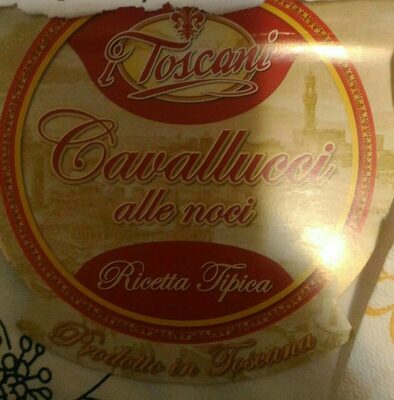 i Toscani
Cavallucci
alle noci
Ricetta Tipica
Prodotto in Toscana